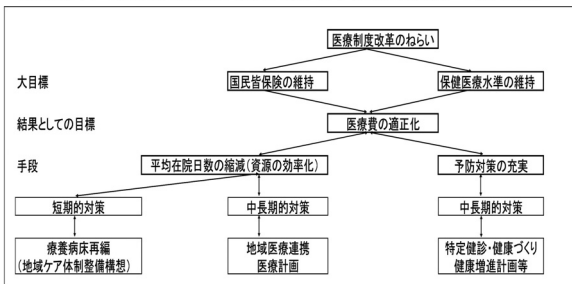 医療制度改革のねらい
大目標
国民皆保険の維持
保健医療水準の維持
結果としての目標
医療費の適正化
手段
平均在院日数の縮減(資源の効率化)
予防対策の充実
短期的対策
中長期的対策
中長期的対策
療養病床再編
(地域ケア体制整備構想)
地域医療連携
医療計画
特定健診・健康づくり
健康増進計画等